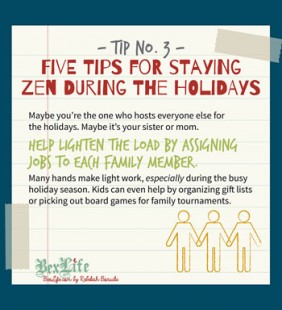 – TIP NO. 3 –
FIVE TIPS FOR STAYING
ZEN DURING THE HOLIDAYS
Maybe you're the one who hosts everyone else for
the holidays. Maybe it's your sister or mom.
HELP LIGHTEN THE LOAD BY ASSIGNING
JOBS TO EACH FAMILY MEMBER.
Many hands make light work, especially during the busy
holiday season. Kids can even help by organizing gift lists
or picking out board games for family tournaments.
BexLife
BexLife.com by Rebekah Borucki